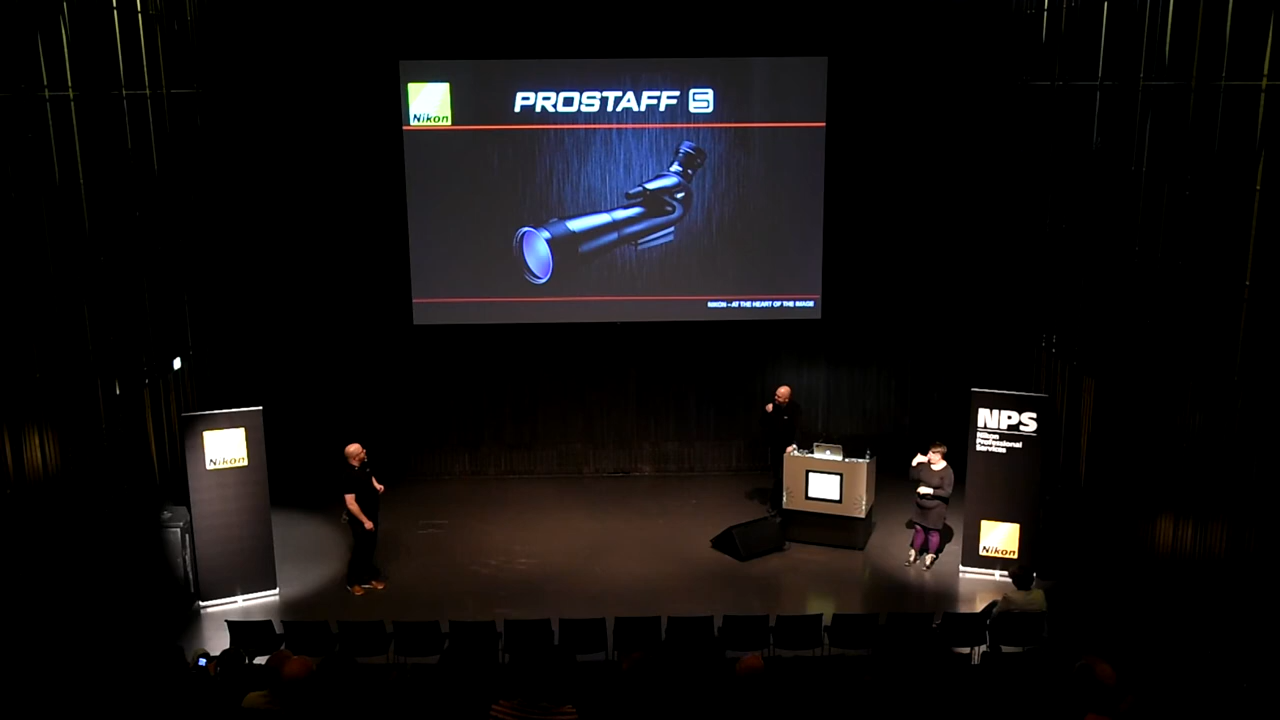 PROSTAFF 5
Nikon
NIKON - AT THE HEART OF THE IMAGE
Nikon
NPS
Nikon
Professional
Services
Nikon